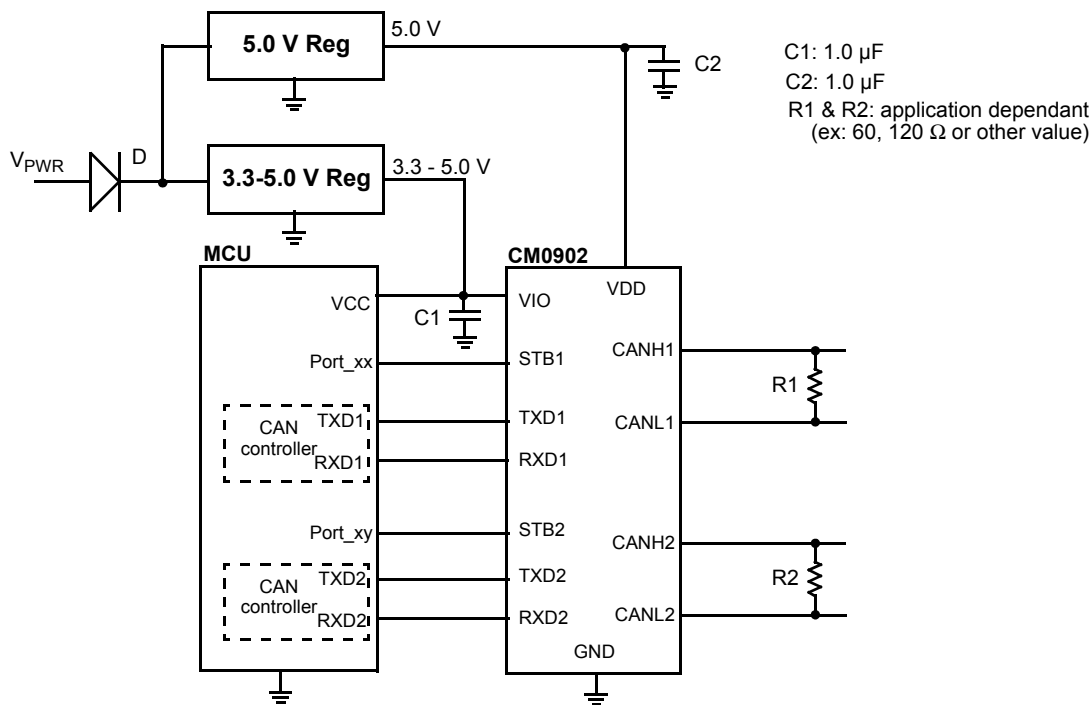 5.0 V Reg
5.0 V
C2
C1: 1.0 µF
C2: 1.0 µF
R1 & R2: application dependant
(ex: 60, 120 Ω or other value)
VPWR
D
3.3-5.0 V Reg
3.3 - 5.0 V
MCU
CM0902
VCC
C1
VIO
VDD
Port_xx
STB1
CANH1
R1
CAN
controller
TXD1
TXD1
CANL1
RXD1
RXD1
Port_xy
STB2
CANH2
R2
CAN
controller
TXD2
TXD2
RXD2
RXD2
CANL2
GND